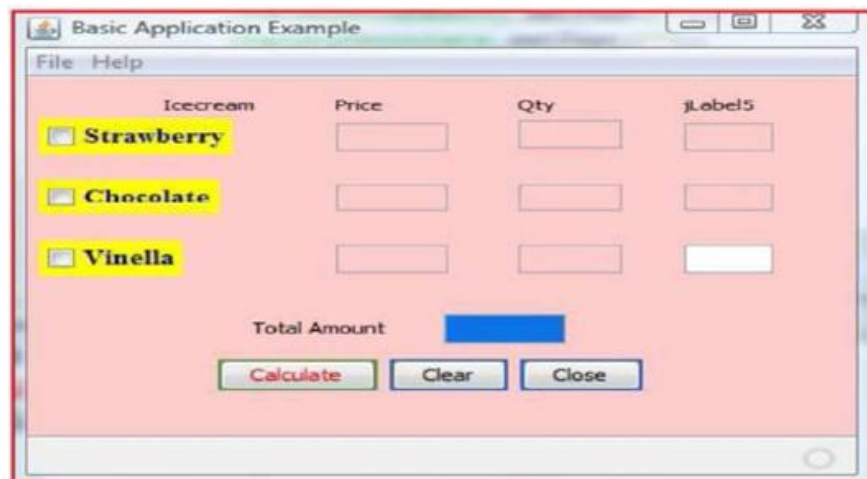 Basic Application Example
File Help
Icecream Price Qty jLabel5
Strawberry
Chocolate
Vinella
Total Amount
Calculate Clear Close